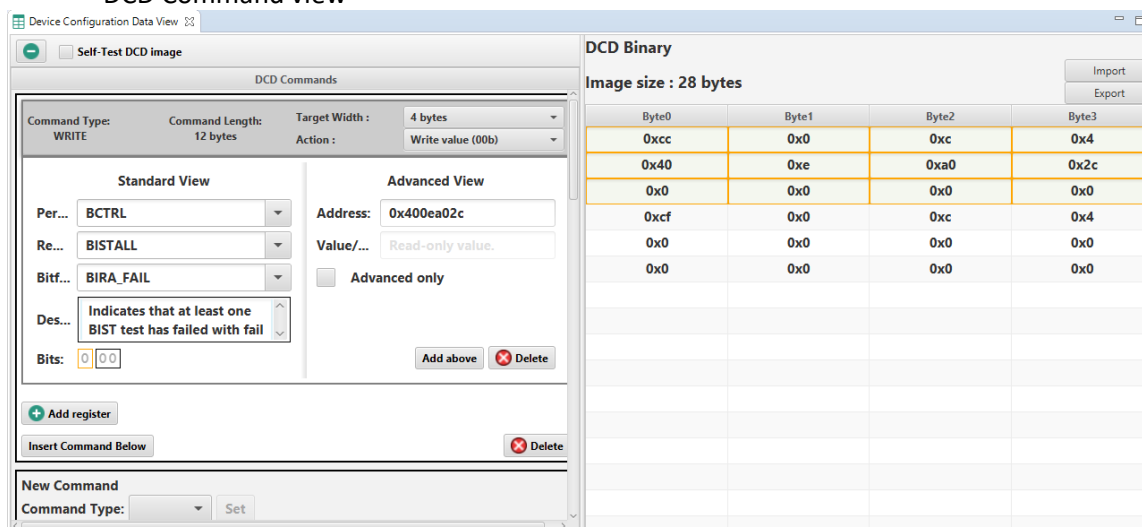 DCD Command view
Device Configuration Data View
Self-Test DCD image
DCD Commands
Command Type:
WRITE
Command Length:
12 bytes
Target Width :
4 bytes
Action :
Write value (00b)
Standard View
Per... BCTRL
Re... BISTALL
Bitf... BIRA_FAIL
Des... Indicates that at least one
BIST test has failed with fail
Bits: 0 0 0
Advanced View
Address: 0x400ea02c
Value/... Read-only value.
Advanced only
Add above Delete
Add register
Insert Command Below Delete
New Command
Command Type: Set
DCD Binary
Image size : 28 bytes
Import
Export
Byte0 Byte1 Byte2 Byte3
0xcc 0x0 0xc 0x4
0x40 0xe 0xa0 0x2c
0x0 0x0 0x0 0x0
0xcf 0x0 0xc 0x4
0x0 0x0 0x0 0x0
0x0 0x0 0x0 0x0